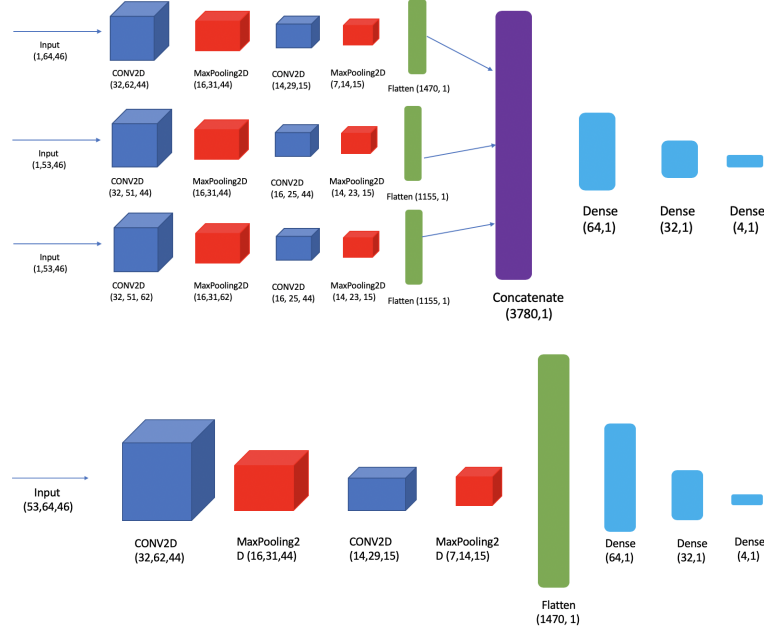 Input
(1,64,46)
CONV2D
(32,62,44)
MaxPooling2D
(16,31,44)
CONV2D
(14,29,15)
MaxPooling2D
(7,14,15)
Flatten (1470, 1)
Input
(1,53,46)
CONV2D
(32, 51, 44)
MaxPooling2D
(16,31,44)
CONV2D
(16, 25, 44)
MaxPooling2D
(14, 23, 15)
Flatten (1155, 1)
Input
(1,53,46)
CONV2D
(32, 51, 62)
MaxPooling2D
(16,31,62)
CONV2D
(16, 25, 44)
MaxPooling2D
(14, 23, 15)
Flatten (1155, 1)
Concatenate
(3780,1)
Dense
(64,1)
Dense
(32,1)
Dense
(4,1)
Input
(53,64,46)
CONV2D
(32,62,44)
MaxPooling2
D (16,31,44)
CONV2D
(14,29,15)
MaxPooling2
D (7,14,15)
Flatten
(1470, 1)
Dense
(64,1)
Dense
(32,1)
Dense
(4,1)